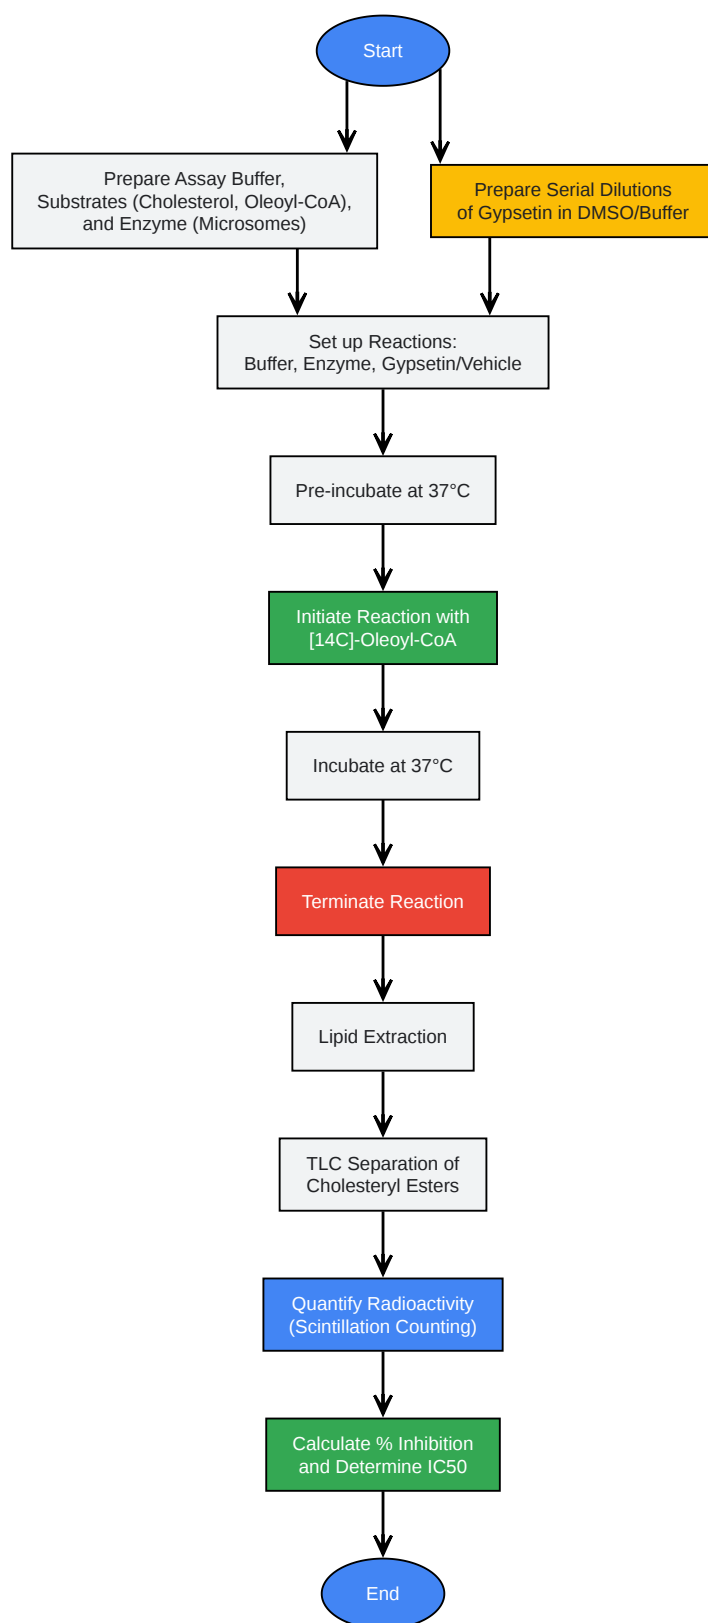 Start
Prepare Assay Buffer,
Substrates (Cholesterol, Oleoyl-CoA),
and Enzyme (Microsomes)
Prepare Serial Dilutions
of Gypsetin in DMSO/Buffer
Set up Reactions:
Buffer, Enzyme, Gypsetin/Vehicle
Pre-incubate at 37°C
Initiate Reaction with
[14C]-Oleoyl-CoA
Incubate at 37°C
Terminate Reaction
Lipid Extraction
TLC Separation of
Cholesteryl Esters
Quantify Radioactivity
(Scintillation Counting)
Calculate % Inhibition
and Determine IC50
End